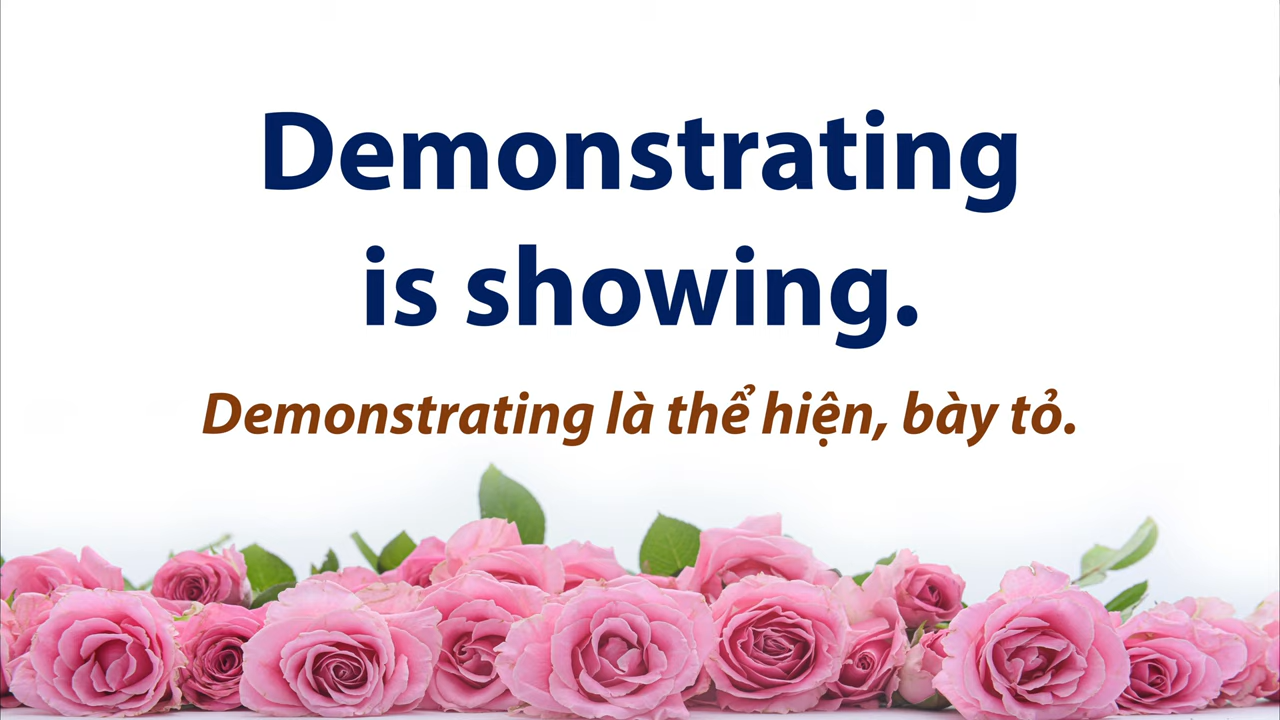 Demonstrating
is showing.
Demonstrating là thể hiện, bày tỏ.